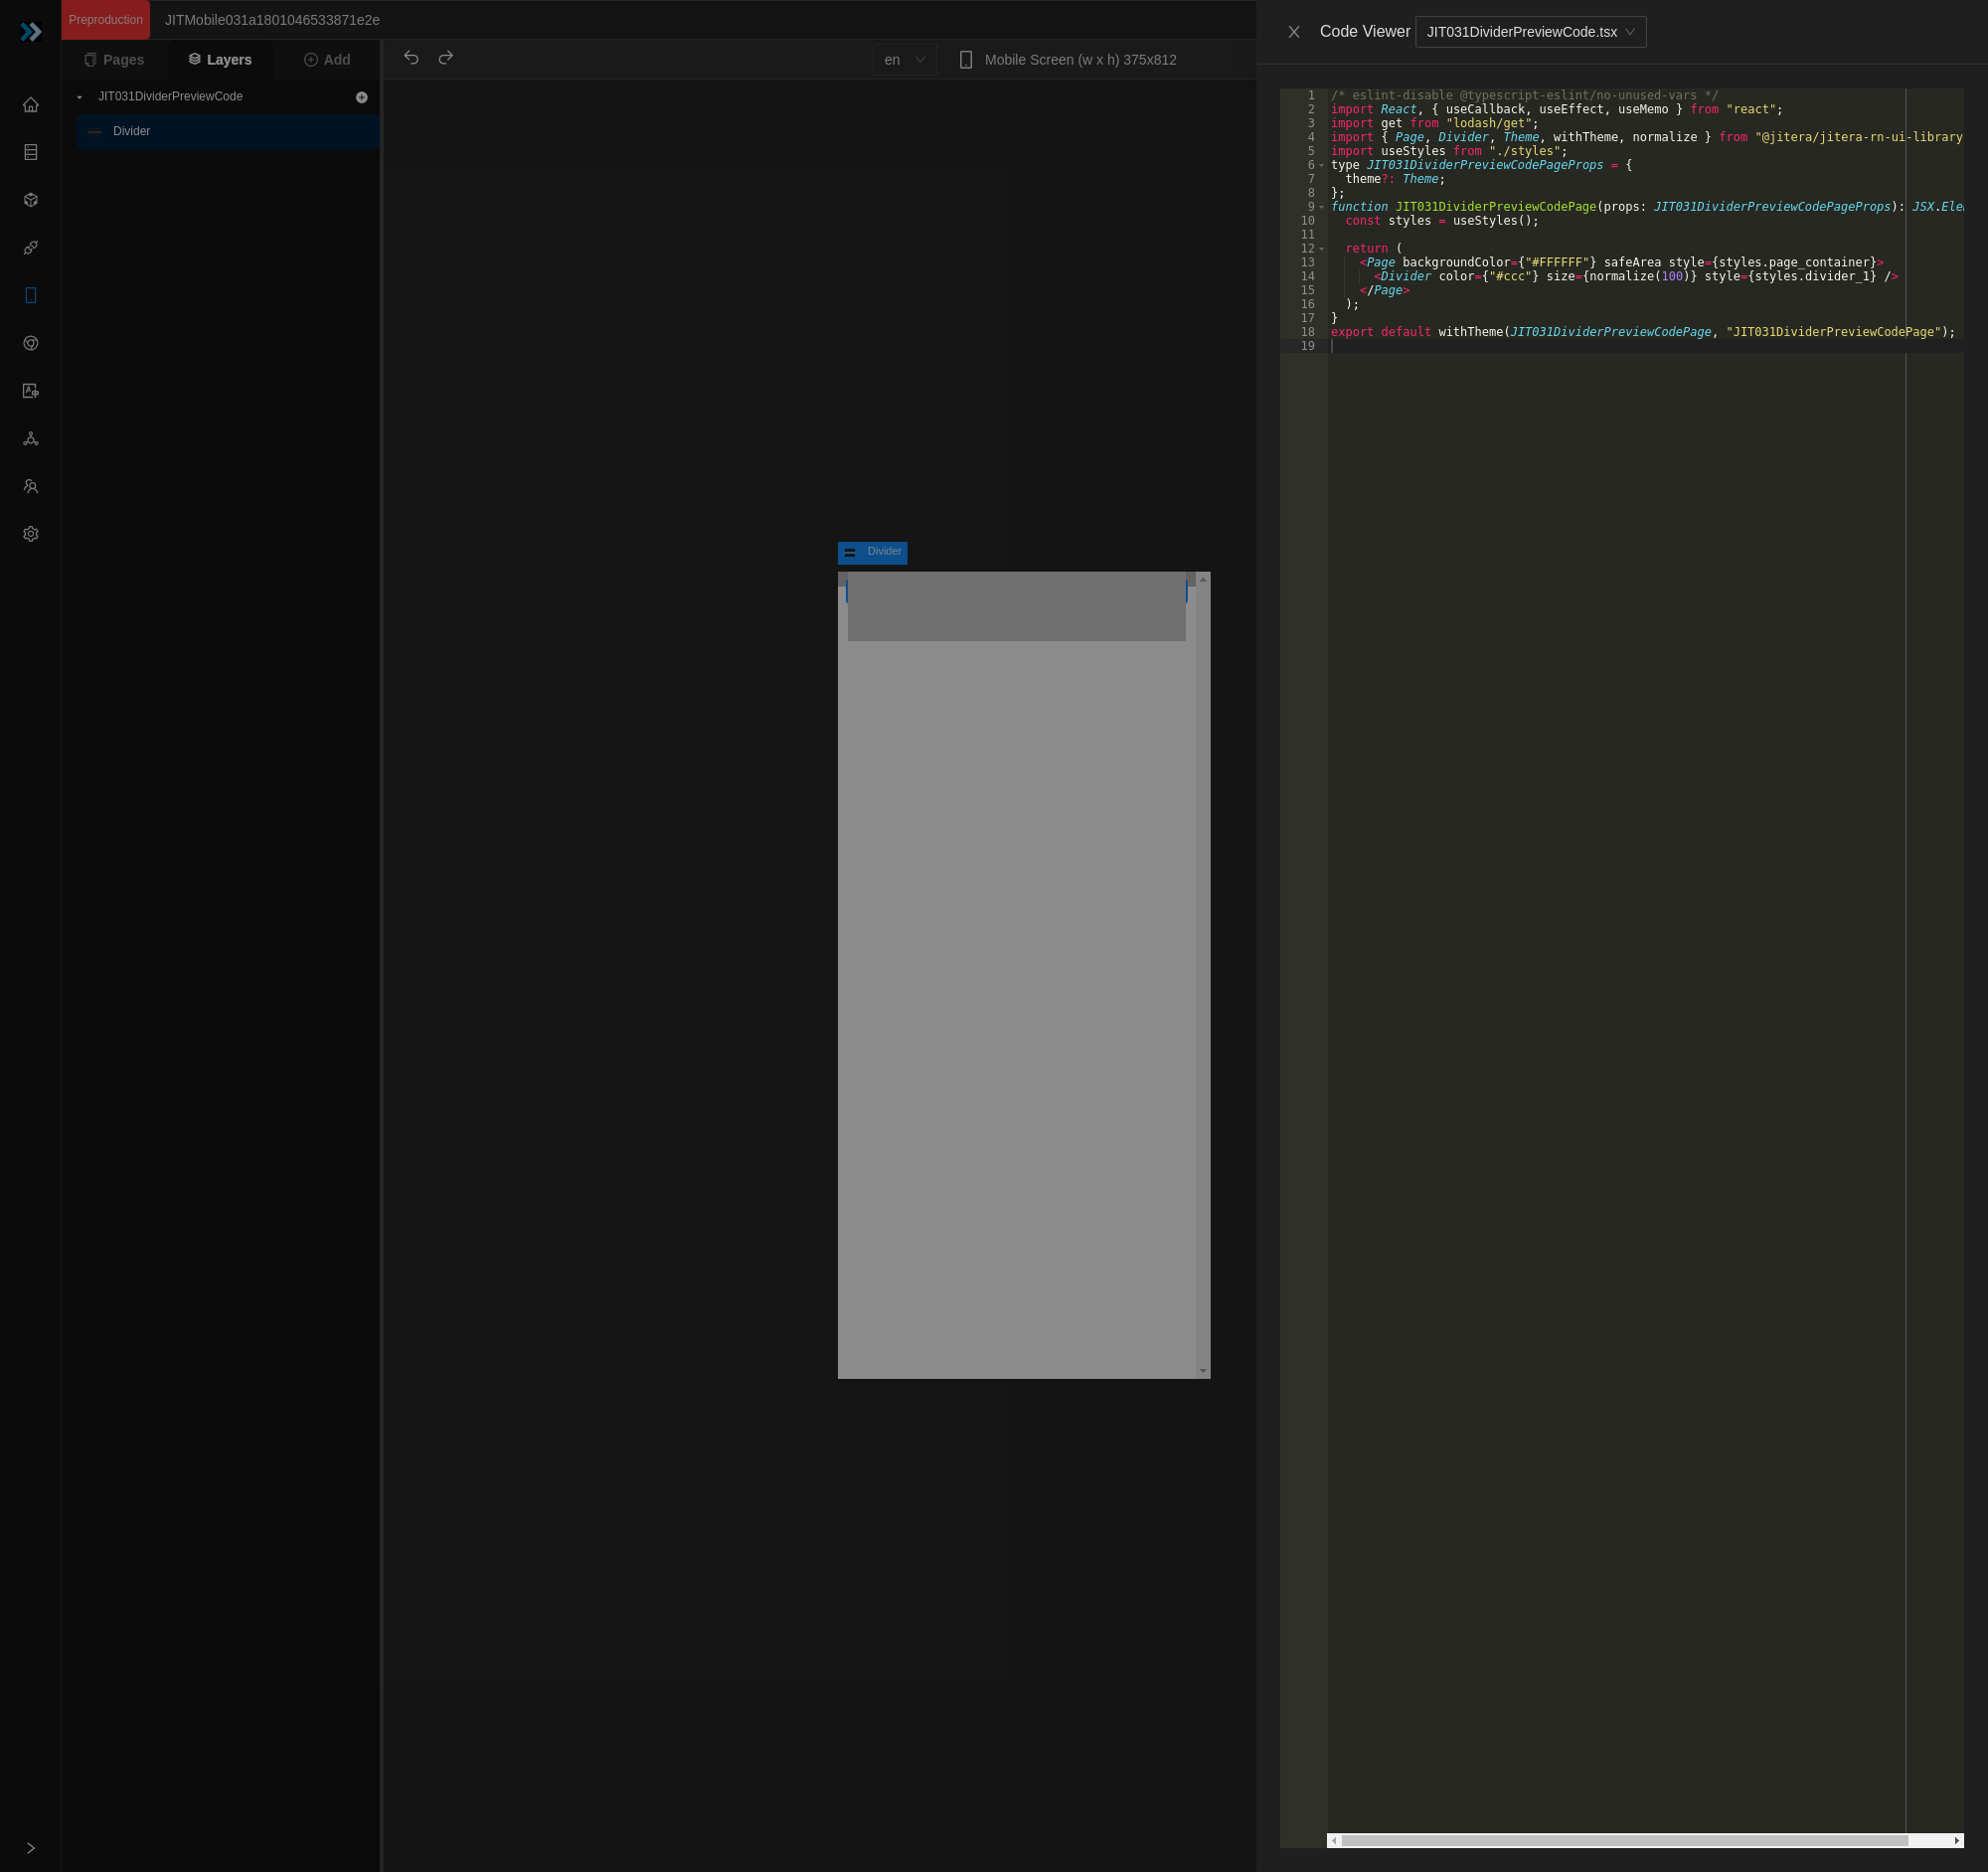 Preproduction
JITMobile031a1801046533871e2e
Pages
Layers
Add
JIT031DividerPreviewCode
Divider
en
Mobile Screen (w x h) 375x812
Divider
Code Viewer
JIT031DividerPreviewCode.tsx
1 /* eslint-disable @typescript-eslint/no-unused-vars */
2 import React, { useCallback, useEffect, useMemo } from "react";
3 import get from "lodash/get";
4 import { Page, Divider, Theme, withTheme, normalize } from "@jitera/jitera-rn-ui-library
5 import useStyles from "./styles";
6 type JIT031DividerPreviewCodePageProps = {
7   theme?: Theme;
8 };
9 function JIT031DividerPreviewCodePage(props: JIT031DividerPreviewCodePageProps): JSX.Ele
10   const styles = useStyles();
11
12   return (
13     <Page backgroundColor={"#FFFFFF"} safeArea style={styles.page_container}>
14       <Divider color={"#ccc"} size={normalize(100)} style={styles.divider_1} />
15     </Page>
16   );
17 }
18 export default withTheme(JIT031DividerPreviewCodePage, "JIT031DividerPreviewCodePage");
19